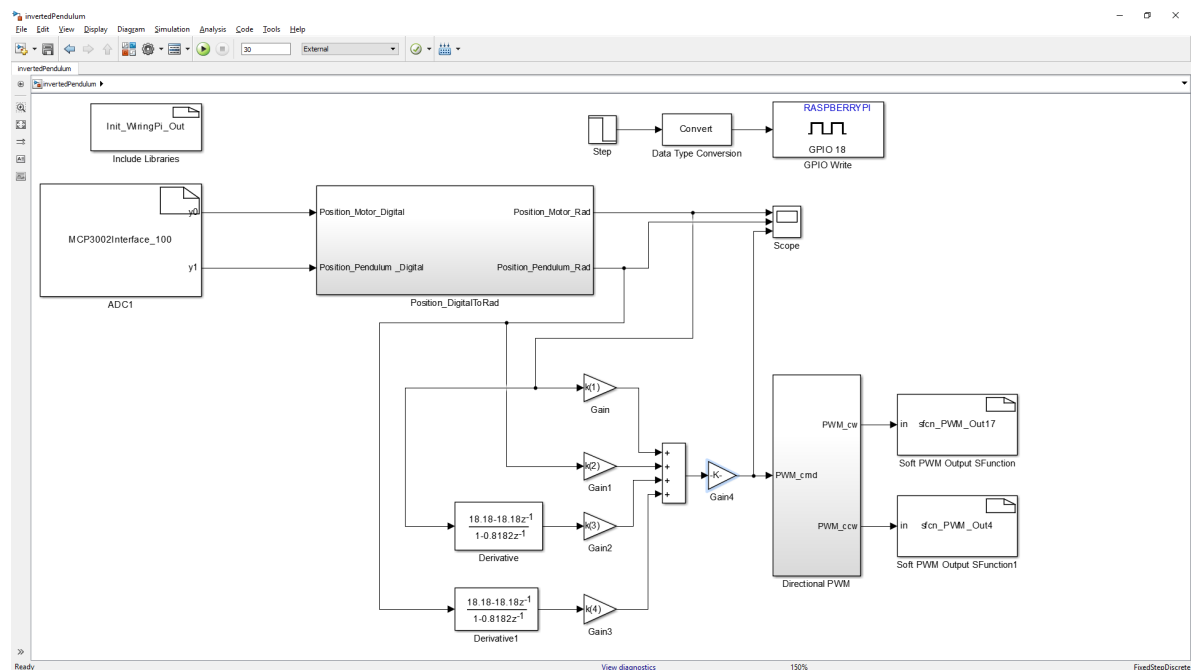 invertedPendulum
File Edit View Display Diagram Simulation Analysis Code Tools Help
30 External
invertedPendulum
invertedPendulum
Init_WiringPi_Out
Include Libraries
Step
Convert
Data Type Conversion
RASPBERRYPI
GPIO 18
GPIO Write
MCP3002Interface_100
y0
y1
ADC1
Position_Motor_Digital
Position_Motor_Rad
Position_Pendulum _Digital
Position_Pendulum_Rad
Position_DigitalToRad
Scope
k(1)
Gain
k(2)
Gain1
18.18-18.18z-1
1-0.8182z-1
Derivative
k(3)
Gain2
18.18-18.18z-1
1-0.8182z-1
Derivative1
k(4)
Gain3
+
+
+
+
-K-
Gain4
PWM_cmd
PWM_cw
PWM_ccw
Directional PWM
in sfcn_PWM_Out17
Soft PWM Output SFunction
in sfcn_PWM_Out4
Soft PWM Output SFunction1
Ready View diagnostics 150% FixedStepDiscrete